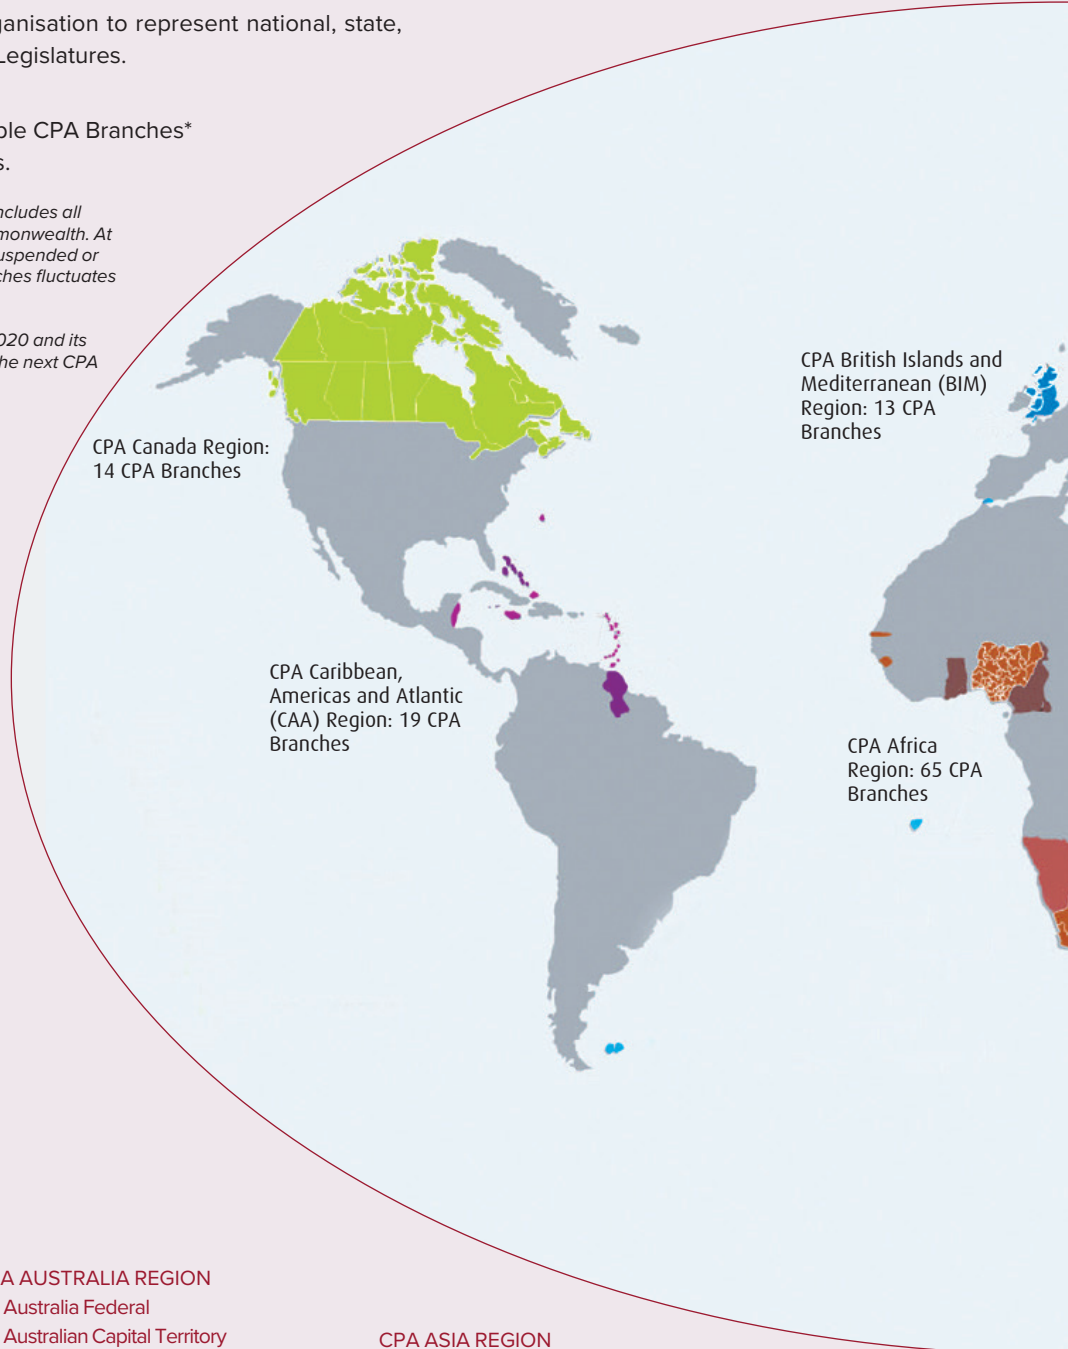 ganisation to represent national, state,
Legislatures.
ble CPA Branches*
s.
ncludes all
monwealth. At
uspended or
ches fluctuates
020 and its
he next CPA
CPA British Islands and
Mediterranean (BIM)
Region: 13 CPA
Branches
CPA Canada Region:
14 CPA Branches
CPA Caribbean,
Americas and Atlantic
(CAA) Region: 19 CPA
Branches
CPA Africa
Region: 65 CPA
Branches
A AUSTRALIA REGION
Australia Federal
Australian Capital Territory
CPA ASIA REGION